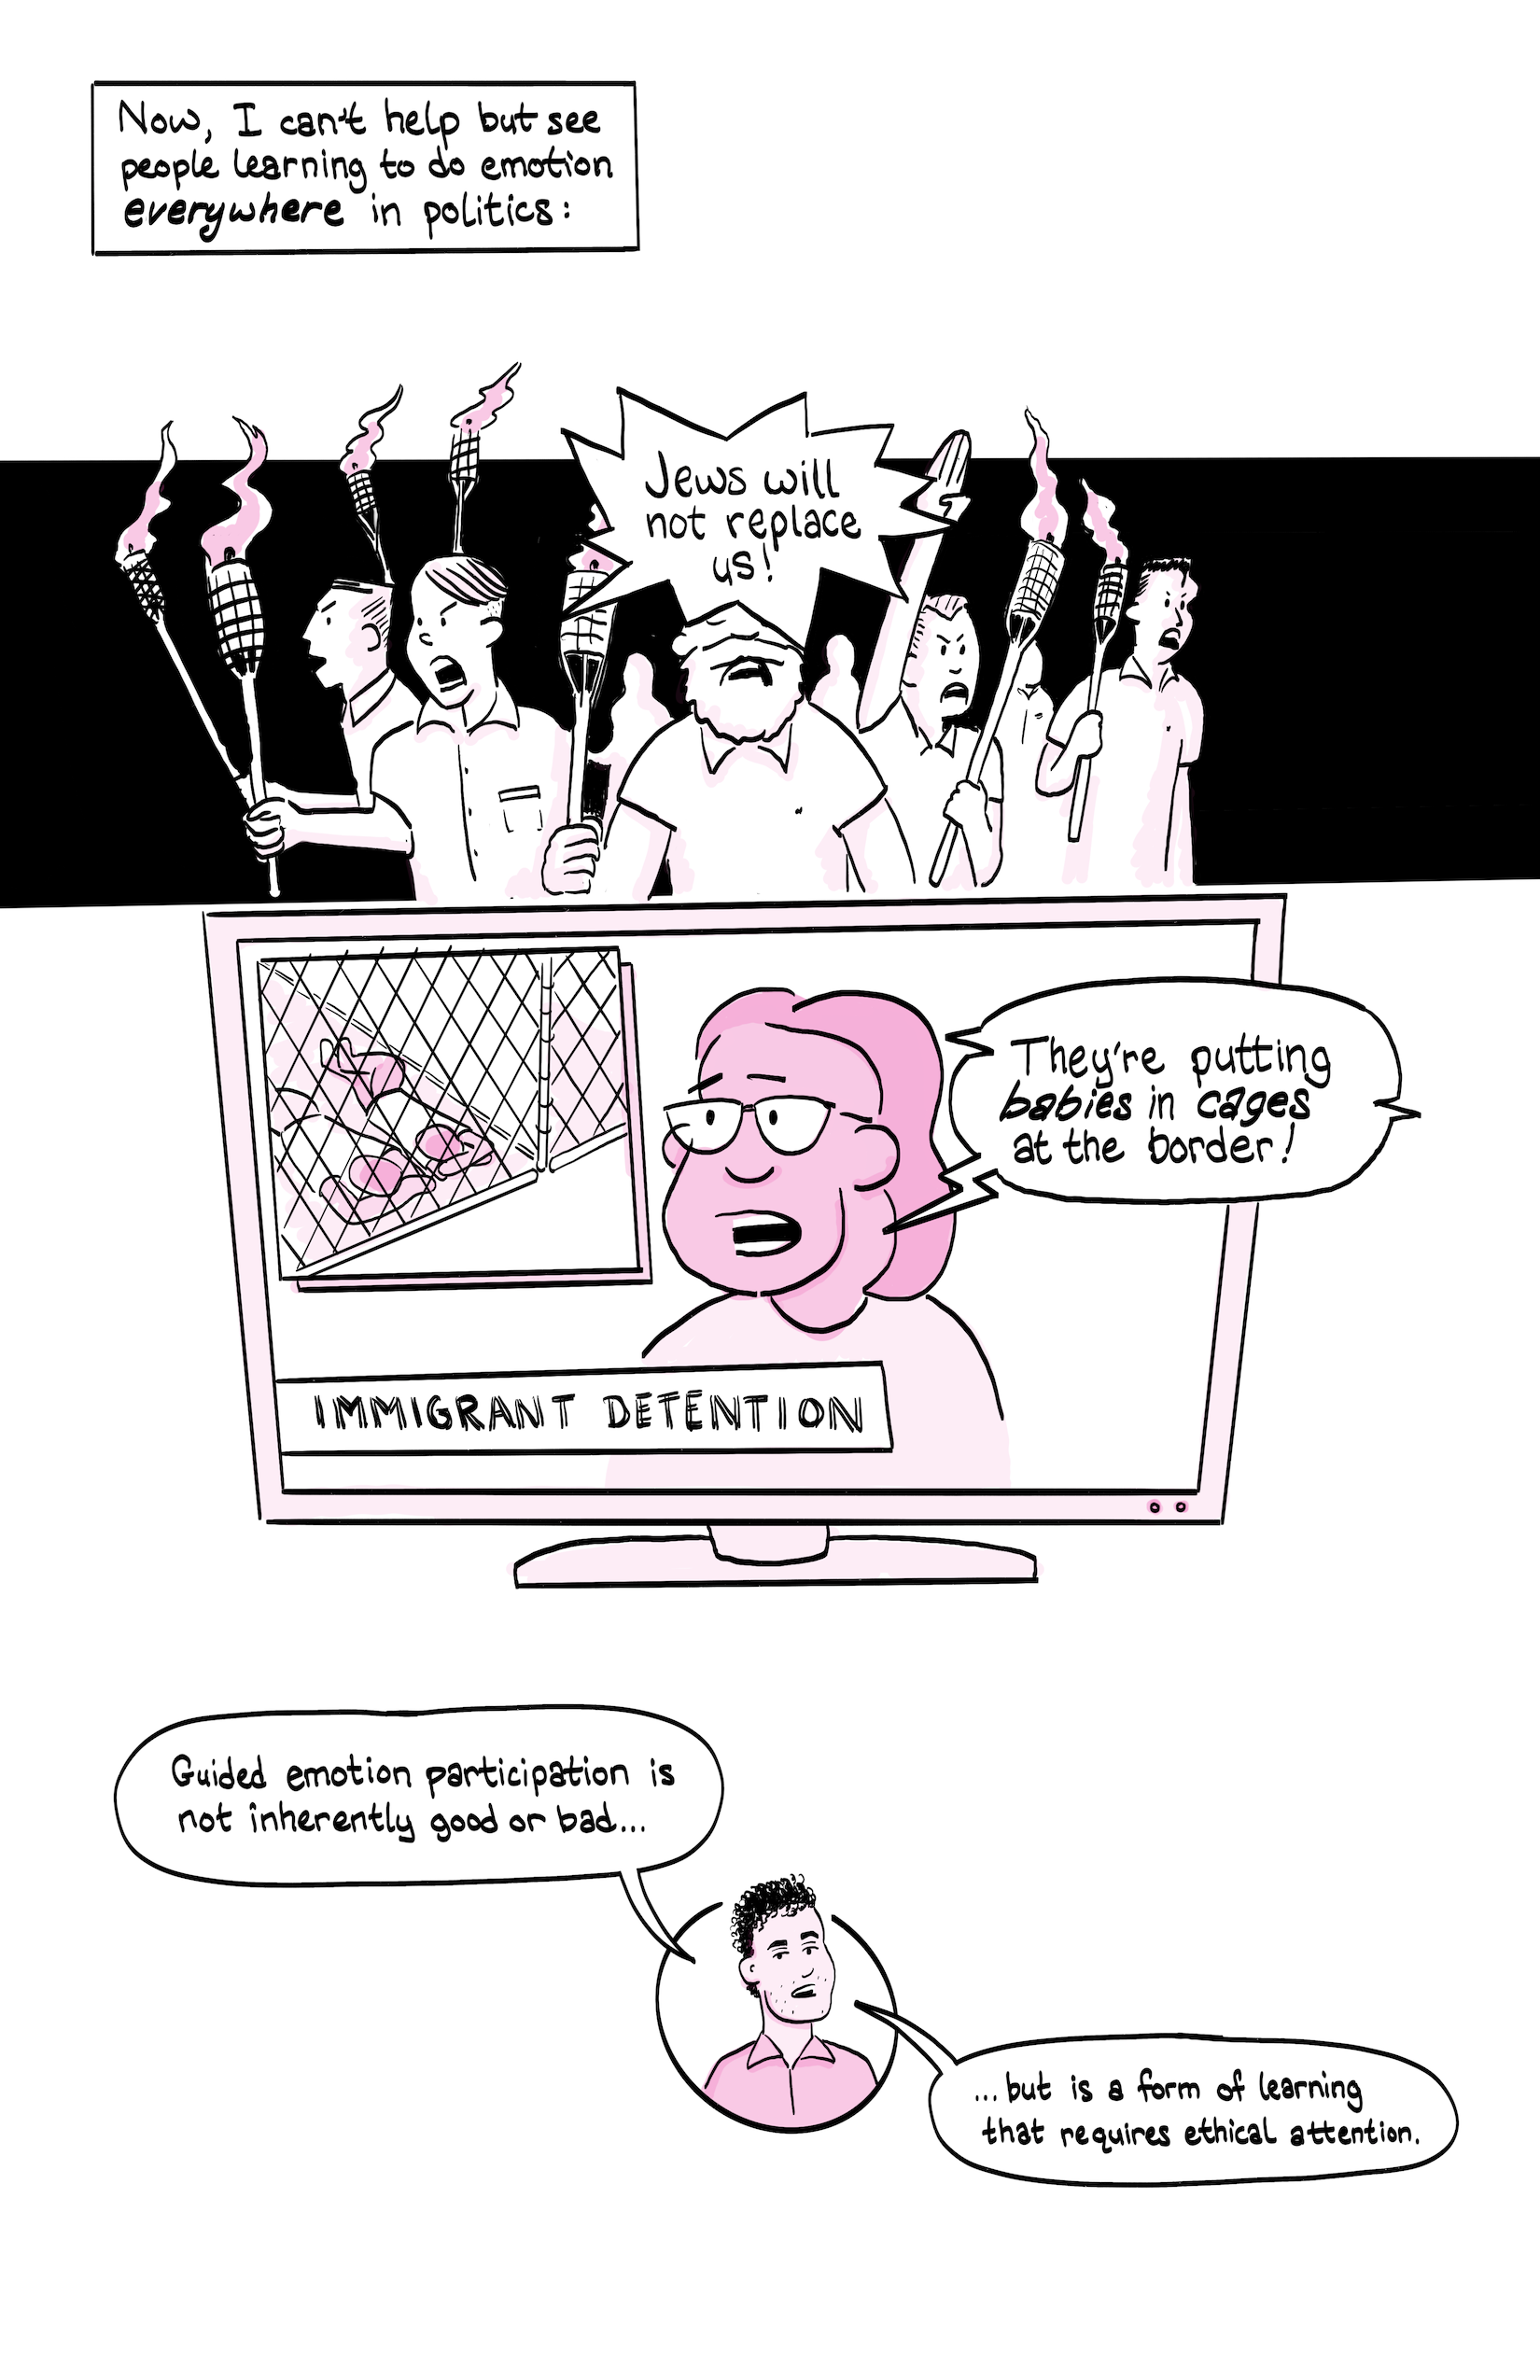 Now, I can't help but see
people learning to do emotion
everywhere in politics:
Jews will
not replace
us!
They're putting
babies in cages
at the border!
IMMIGRANT DETENTION
Guided emotion participation is
not inherently good or bad...
...but is a form of learning
that requires ethical attention.